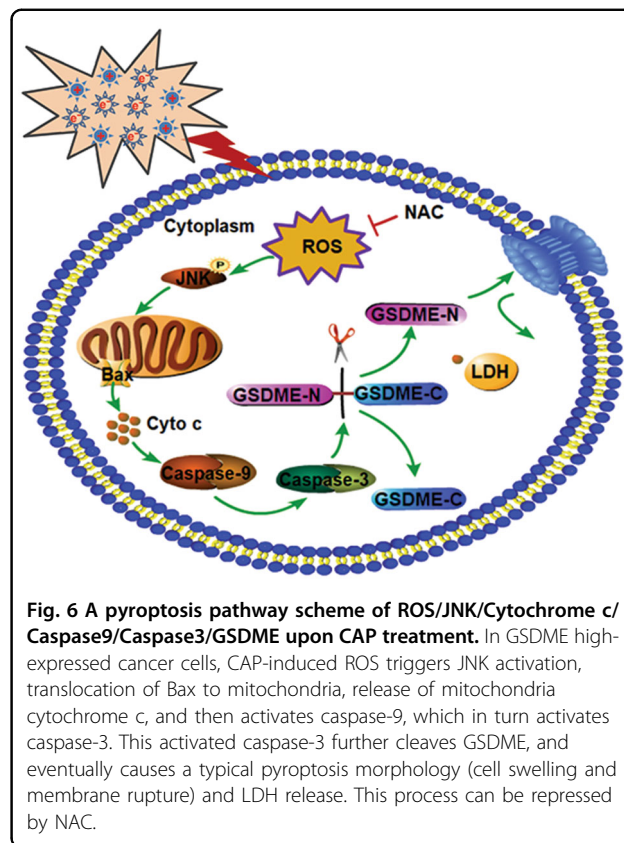 + + e⁻ +
e⁻ e⁻ +
+ e⁻ e⁻
+ e⁻ +
Cytoplasm
NAC
ROS
P
JNK
GSDME-N
Bax
LDH
GSDME-N GSDME-C
Cyto c
Caspase-9
Caspase-3
GSDME-C
Fig. 6 A pyroptosis pathway scheme of ROS/JNK/Cytochrome c/
Caspase9/Caspase3/GSDME upon CAP treatment. In GSDME high-
expressed cancer cells, CAP-induced ROS triggers JNK activation,
translocation of Bax to mitochondria, release of mitochondria
cytochrome c, and then activates caspase-9, which in turn activates
caspase-3. This activated caspase-3 further cleaves GSDME, and
eventually causes a typical pyroptosis morphology (cell swelling and
membrane rupture) and LDH release. This process can be repressed
by NAC.